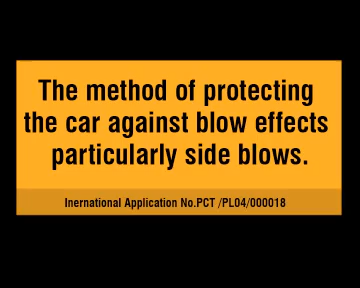 The method of protecting
the car against blow effects
particularly side blows.
Inernational Application No.PCT /PL04/000018